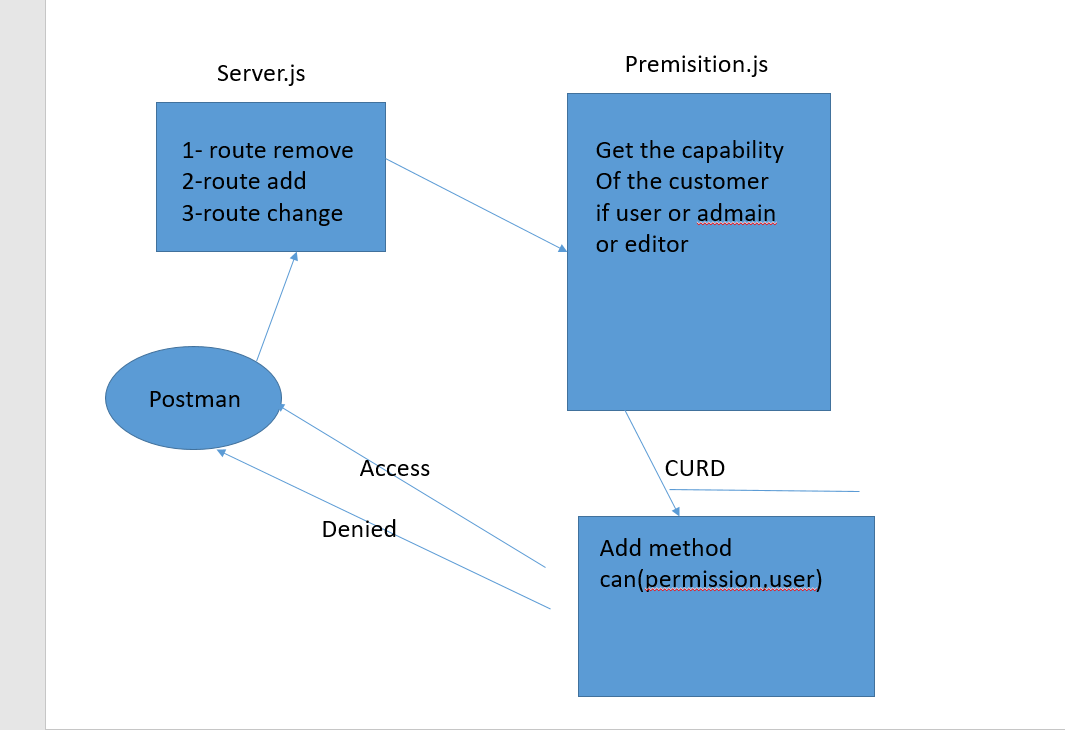 Server.js
Premisition.js
1- route remove
2-route add
3-route change
Get the capability
Of the customer
if user or admain
or editor
Postman
Access
CURD
Denied
Add method
can(permission,user)